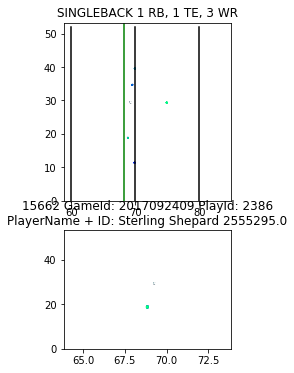 SINGLEBACK 1 RB, 1 TE, 3 WR
50
40
30
20
10
0
60 70 80
15662 GameId: 2017092409 PlayId: 2386
PlayerName + ID: Sterling Shepard 2555295.0
40
20
0
65.0 67.5 70.0 72.5